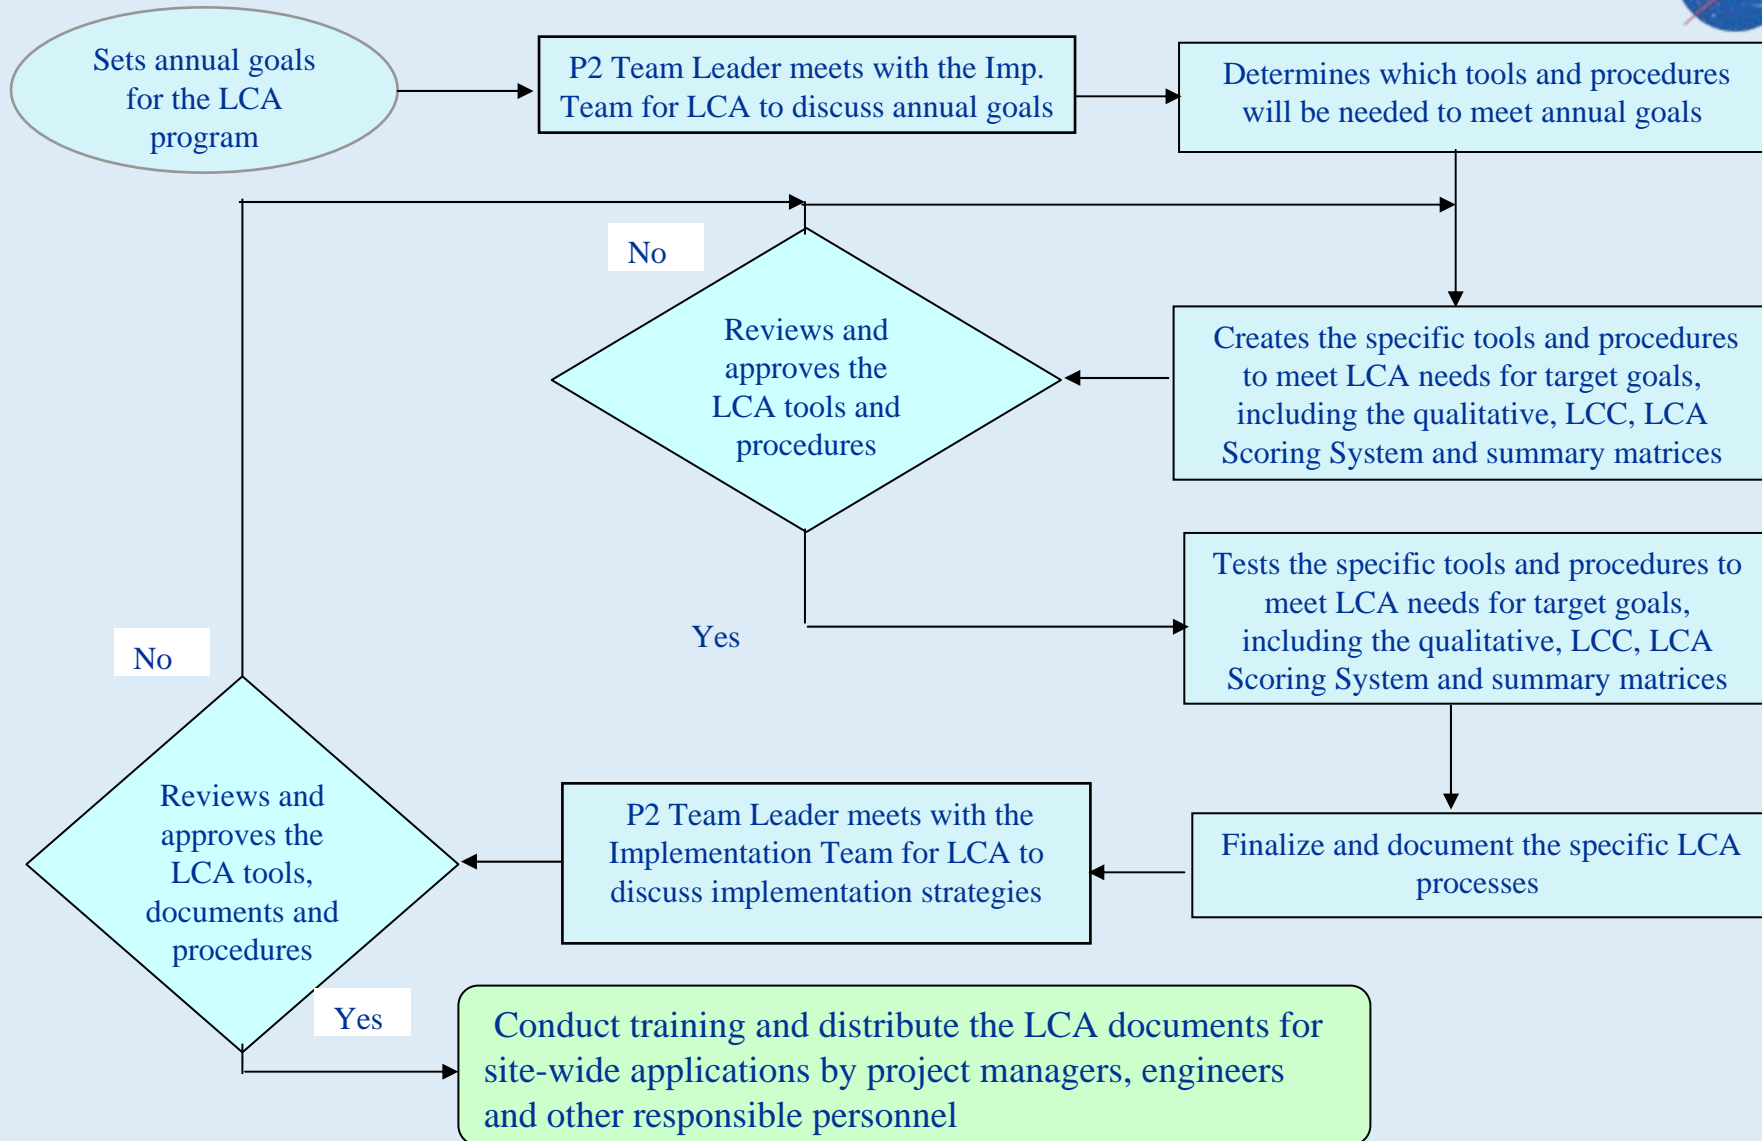 Sets annual goals
for the LCA
program
P2 Team Leader meets with the Imp.
Team for LCA to discuss annual goals
Determines which tools and procedures
will be needed to meet annual goals
No
Reviews and
approves the
LCA tools and
procedures
Creates the specific tools and procedures
to meet LCA needs for target goals,
including the qualitative, LCC, LCA
Scoring System and summary matrices
Yes
Tests the specific tools and procedures to
meet LCA needs for target goals,
including the qualitative, LCC, LCA
Scoring System and summary matrices
No
Reviews and
approves the
LCA tools,
documents and
procedures
P2 Team Leader meets with the
Implementation Team for LCA to
discuss implementation strategies
Finalize and document the specific LCA
processes
Yes
Conduct training and distribute the LCA documents for
site-wide applications by project managers, engineers
and other responsible personnel